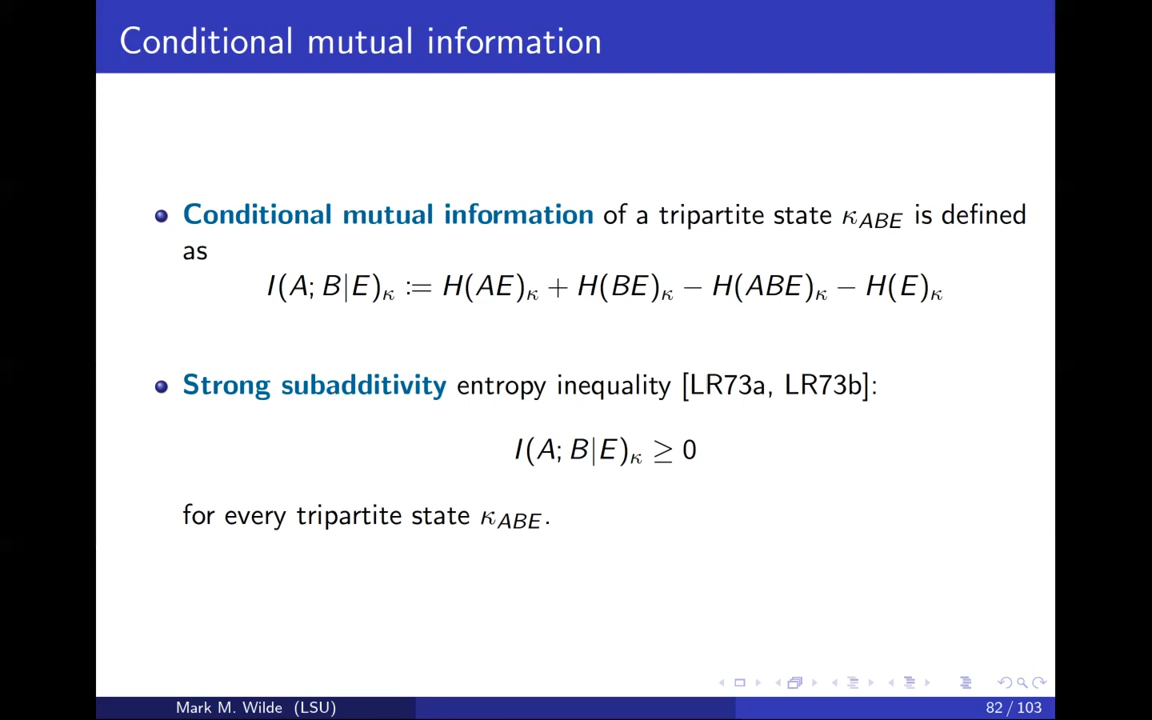 Conditional mutual information
Conditional mutual information of a tripartite state κ_ABE is defined
as
I(A; B|E)_κ := H(AE)_κ + H(BE)_κ − H(ABE)_κ − H(E)_κ
Strong subadditivity entropy inequality [LR73a, LR73b]:
I(A; B|E)_κ ≥ 0
for every tripartite state κ_ABE.
Mark M. Wilde (LSU)
82 / 103